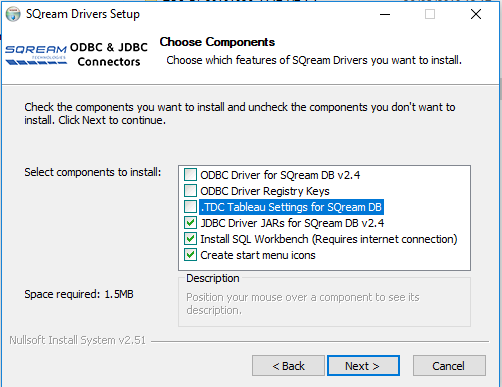 SQream Drivers Setup
SQREAM
TECHNOLOGIES
ODBC & JDBC
Connectors
Choose Components
Choose which features of SQream Drivers you want to install.
Check the components you want to install and uncheck the components you don't want to
install. Click Next to continue.
Select components to install:
ODBC Driver for SQream DB v2.4
ODBC Driver Registry Keys
.TDC Tableau Settings for SQream DB
JDBC Driver JARs for SQream DB v2.4
Install SQL Workbench (Requires internet connection)
Create start menu icons
Space required: 1.5MB
Description
Position your mouse over a component to see its
description.
Nullsoft Install System v2.51
< Back
Next >
Cancel